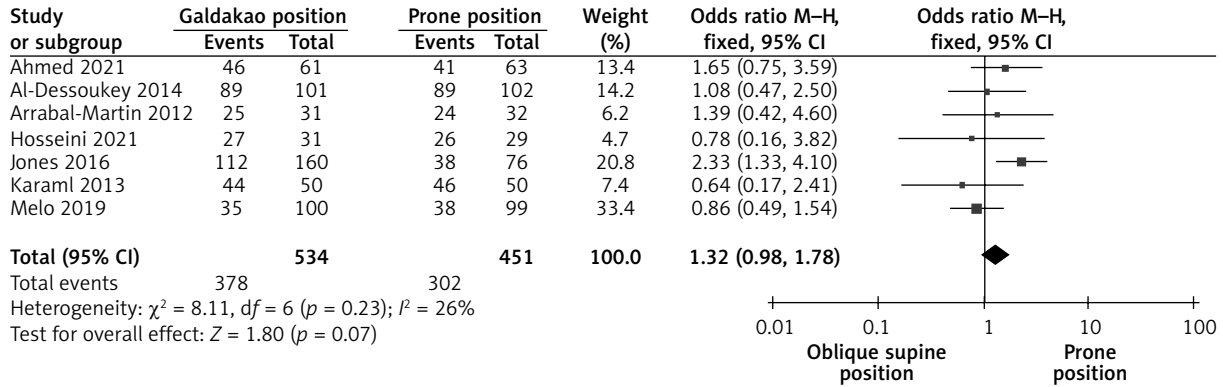 Study Galdakao position Prone position Weight Odds ratio M–H, Odds ratio M–H,
or subgroup Events Total Events Total (%) fixed, 95% CI fixed, 95% CI
Ahmed 2021 46 61 41 63 13.4 1.65 (0.75, 3.59)
Al-Dessoukey 2014 89 101 89 102 14.2 1.08 (0.47, 2.50)
Arrabal-Martin 2012 25 31 24 32 6.2 1.39 (0.42, 4.60)
Hosseini 2021 27 31 26 29 4.7 0.78 (0.16, 3.82)
Jones 2016 112 160 38 76 20.8 2.33 (1.33, 4.10)
Karaml 2013 44 50 46 50 7.4 0.64 (0.17, 2.41)
Melo 2019 35 100 38 99 33.4 0.86 (0.49, 1.54)
Total (95% CI) 534 451 100.0 1.32 (0.98, 1.78)
Total events 378 302
Heterogeneity: χ² = 8.11, df = 6 (p = 0.23); I² = 26%
Test for overall effect: Z = 1.80 (p = 0.07)
0.01 0.1 1 10 100
Oblique supine Prone
position position